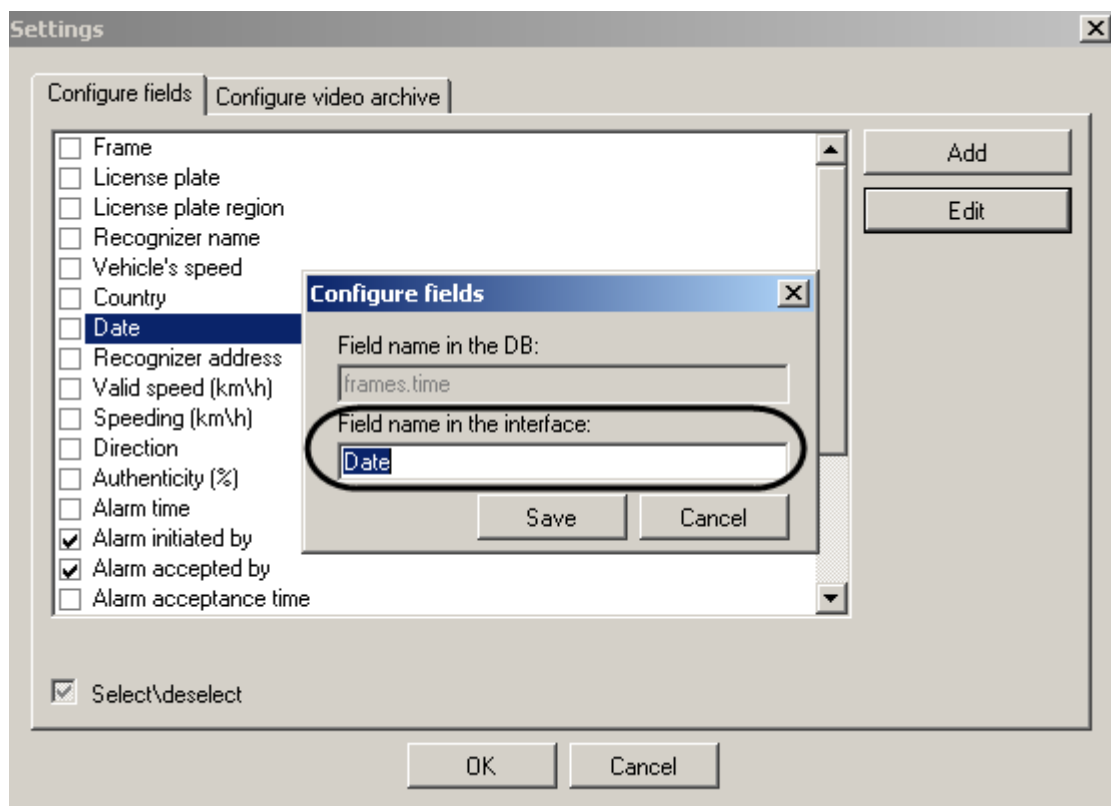 Settings
Configure fields
Configure video archive
Frame
License plate
License plate region
Recognizer name
Vehicle's speed
Country
Date
Recognizer address
Valid speed (km\h)
Speeding (km\h)
Direction
Authenticity (%)
Alarm time
Alarm initiated by
Alarm accepted by
Alarm acceptance time
Add
Edit
Configure fields
Field name in the DB:
frames.time
Field name in the interface:
Date
Save
Cancel
Select\deselect
OK
Cancel